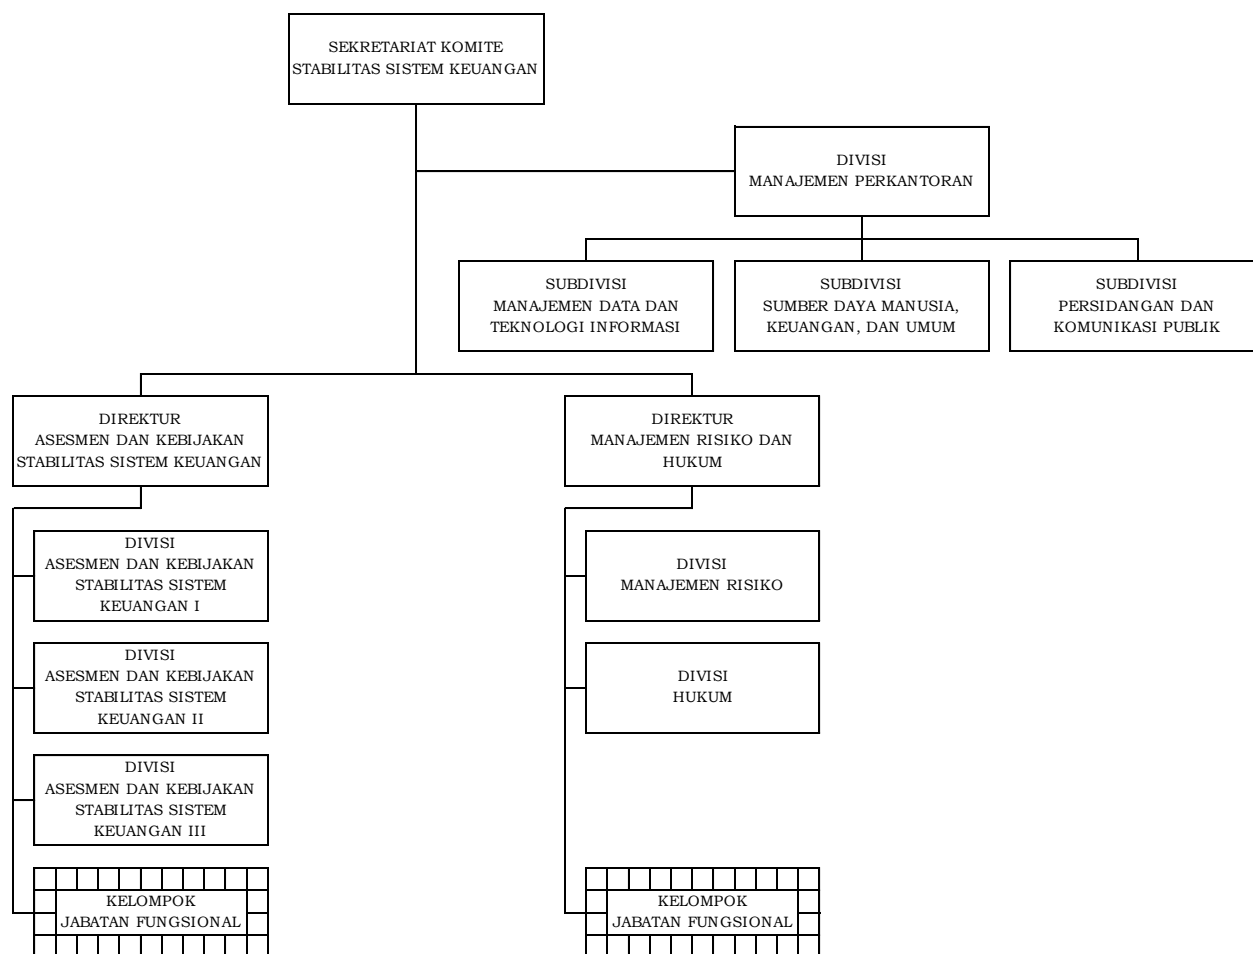 SEKRETARIAT KOMITE
STABILITAS SISTEM KEUANGAN
DIVISI
MANAJEMEN PERKANTORAN
SUBDIVISI
MANAJEMEN DATA DAN
TEKNOLOGI INFORMASI
SUBDIVISI
SUMBER DAYA MANUSIA,
KEUANGAN, DAN UMUM
SUBDIVISI
PERSIDANGAN DAN
KOMUNIKASI PUBLIK
DIREKTUR
ASESMEN DAN KEBIJAKAN
STABILITAS SISTEM KEUANGAN
DIREKTUR
MANAJEMEN RISIKO DAN
HUKUM
DIVISI
ASESMEN DAN KEBIJAKAN
STABILITAS SISTEM
KEUANGAN I
DIVISI
MANAJEMEN RISIKO
DIVISI
ASESMEN DAN KEBIJAKAN
STABILITAS SISTEM
KEUANGAN II
DIVISI
HUKUM
DIVISI
ASESMEN DAN KEBIJAKAN
STABILITAS SISTEM
KEUANGAN III
KELOMPOK
JABATAN FUNGSIONAL
KELOMPOK
JABATAN FUNGSIONAL